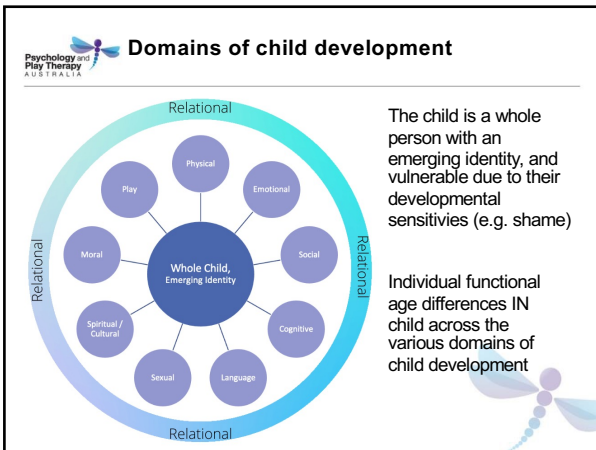 Psychology and
Play Therapy
AUSTRALIA
Domains of child development
Relational
Physical
Play
Emotional
Moral
Social
Relational
Relational
Whole Child,
Emerging Identity
Spiritual /
Cultural
Cognitive
Sexual
Language
Relational
The child is a whole
person with an
emerging identity, and
vulnerable due to their
developmental
sensitivies (e.g. shame)
Individual functional
age differences IN
child across the
various domains of
child development